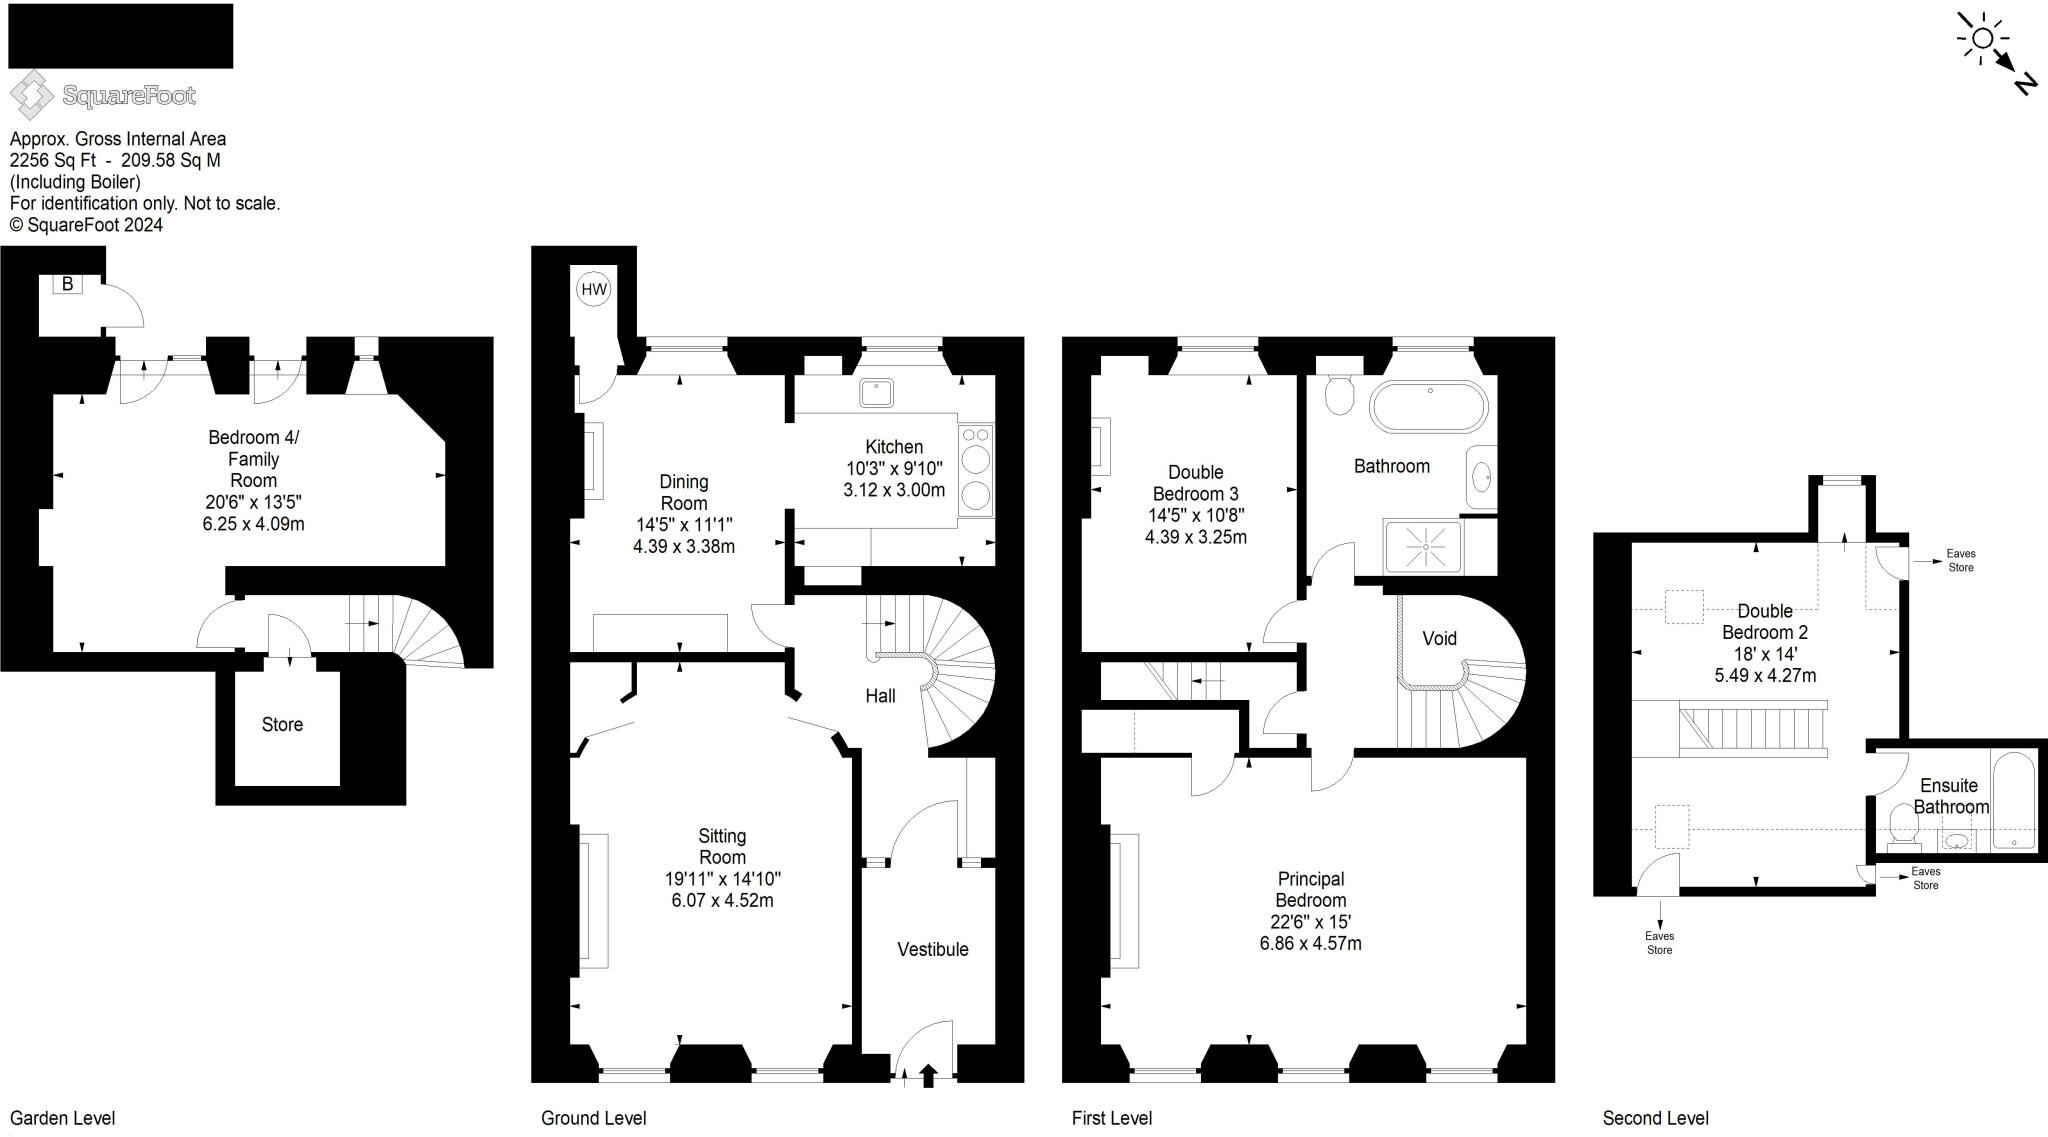 N
SquareFoot
Approx. Gross Internal Area
2256 Sq Ft - 209.58 Sq M
(Including Boiler)
For identification only. Not to scale.
© SquareFoot 2024
B
Bedroom 4/
Family
Room
20'6" x 13'5"
6.25 x 4.09m
Store
Garden Level
HW
Dining
Room
14'5" x 11'1"
4.39 x 3.38m
Kitchen
10'3" x 9'10"
3.12 x 3.00m
Hall
Sitting
Room
19'11" x 14'10"
6.07 x 4.52m
Vestibule
Ground Level
Double
Bedroom 3
14'5" x 10'8"
4.39 x 3.25m
Bathroom
Void
Principal
Bedroom
22'6" x 15'
6.86 x 4.57m
First Level
Eaves
Store
Double
Bedroom 2
18' x 14'
5.49 x 4.27m
Ensuite
Bathroom
Eaves
Store
Eaves
Store
Second Level